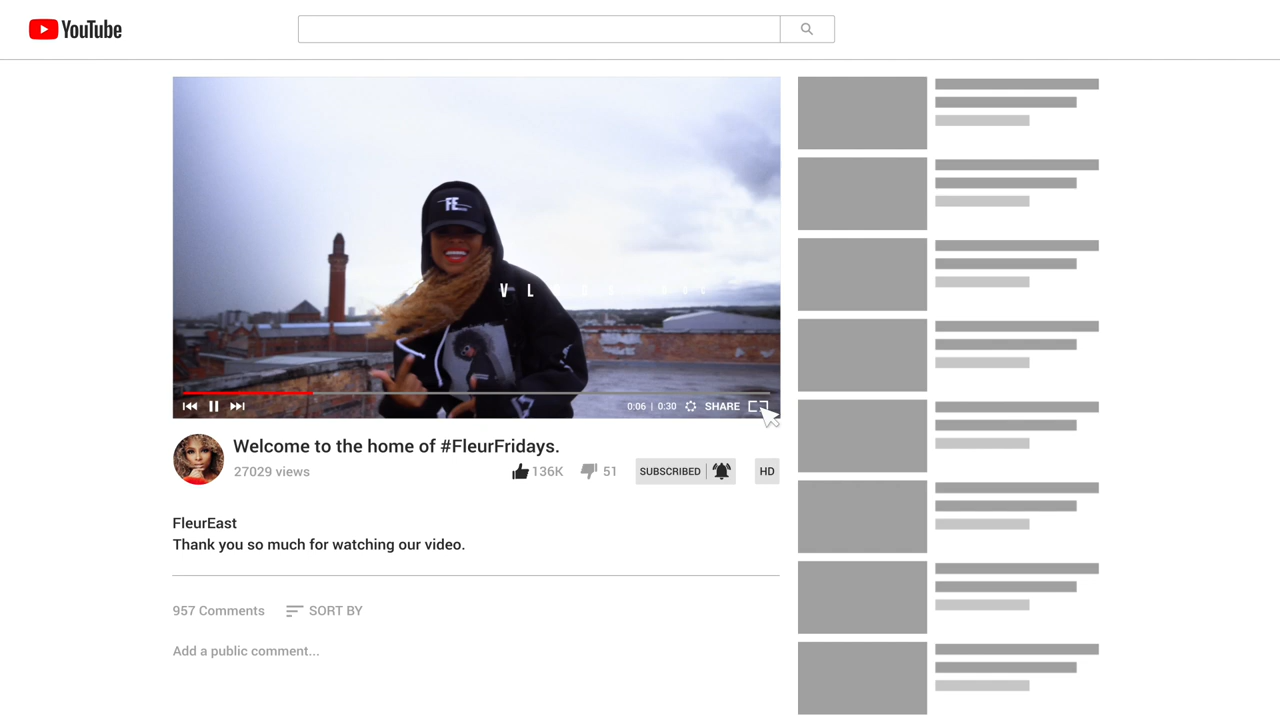 YouTube
FE
V L
0:06 | 0:30 SHARE
Welcome to the home of #FleurFridays.
27029 views
136K
51
SUBSCRIBED
HD
FleurEast
Thank you so much for watching our video.
957 Comments
SORT BY
Add a public comment...